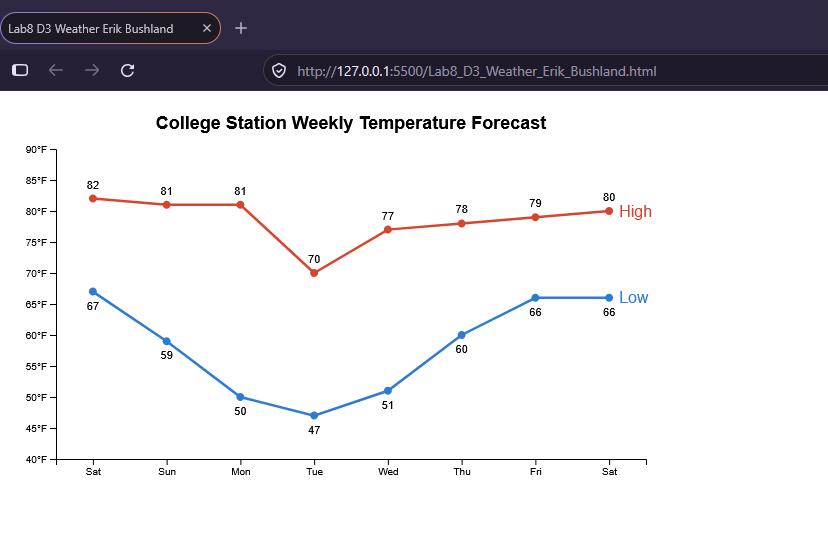 Lab8 D3 Weather Erik Bushland
http://127.0.0.1:5500/Lab8_D3_Weather_Erik_Bushland.html
College Station Weekly Temperature Forecast
90°F
85°F
82 81 81 80
79
78
77
80°F
High
75°F
70
70°F
67
65°F
Low
66 66
60°F
59
60
55°F
50°F
50
51
47
45°F
40°F
Sat Sun Mon Tue Wed Thu Fri Sat